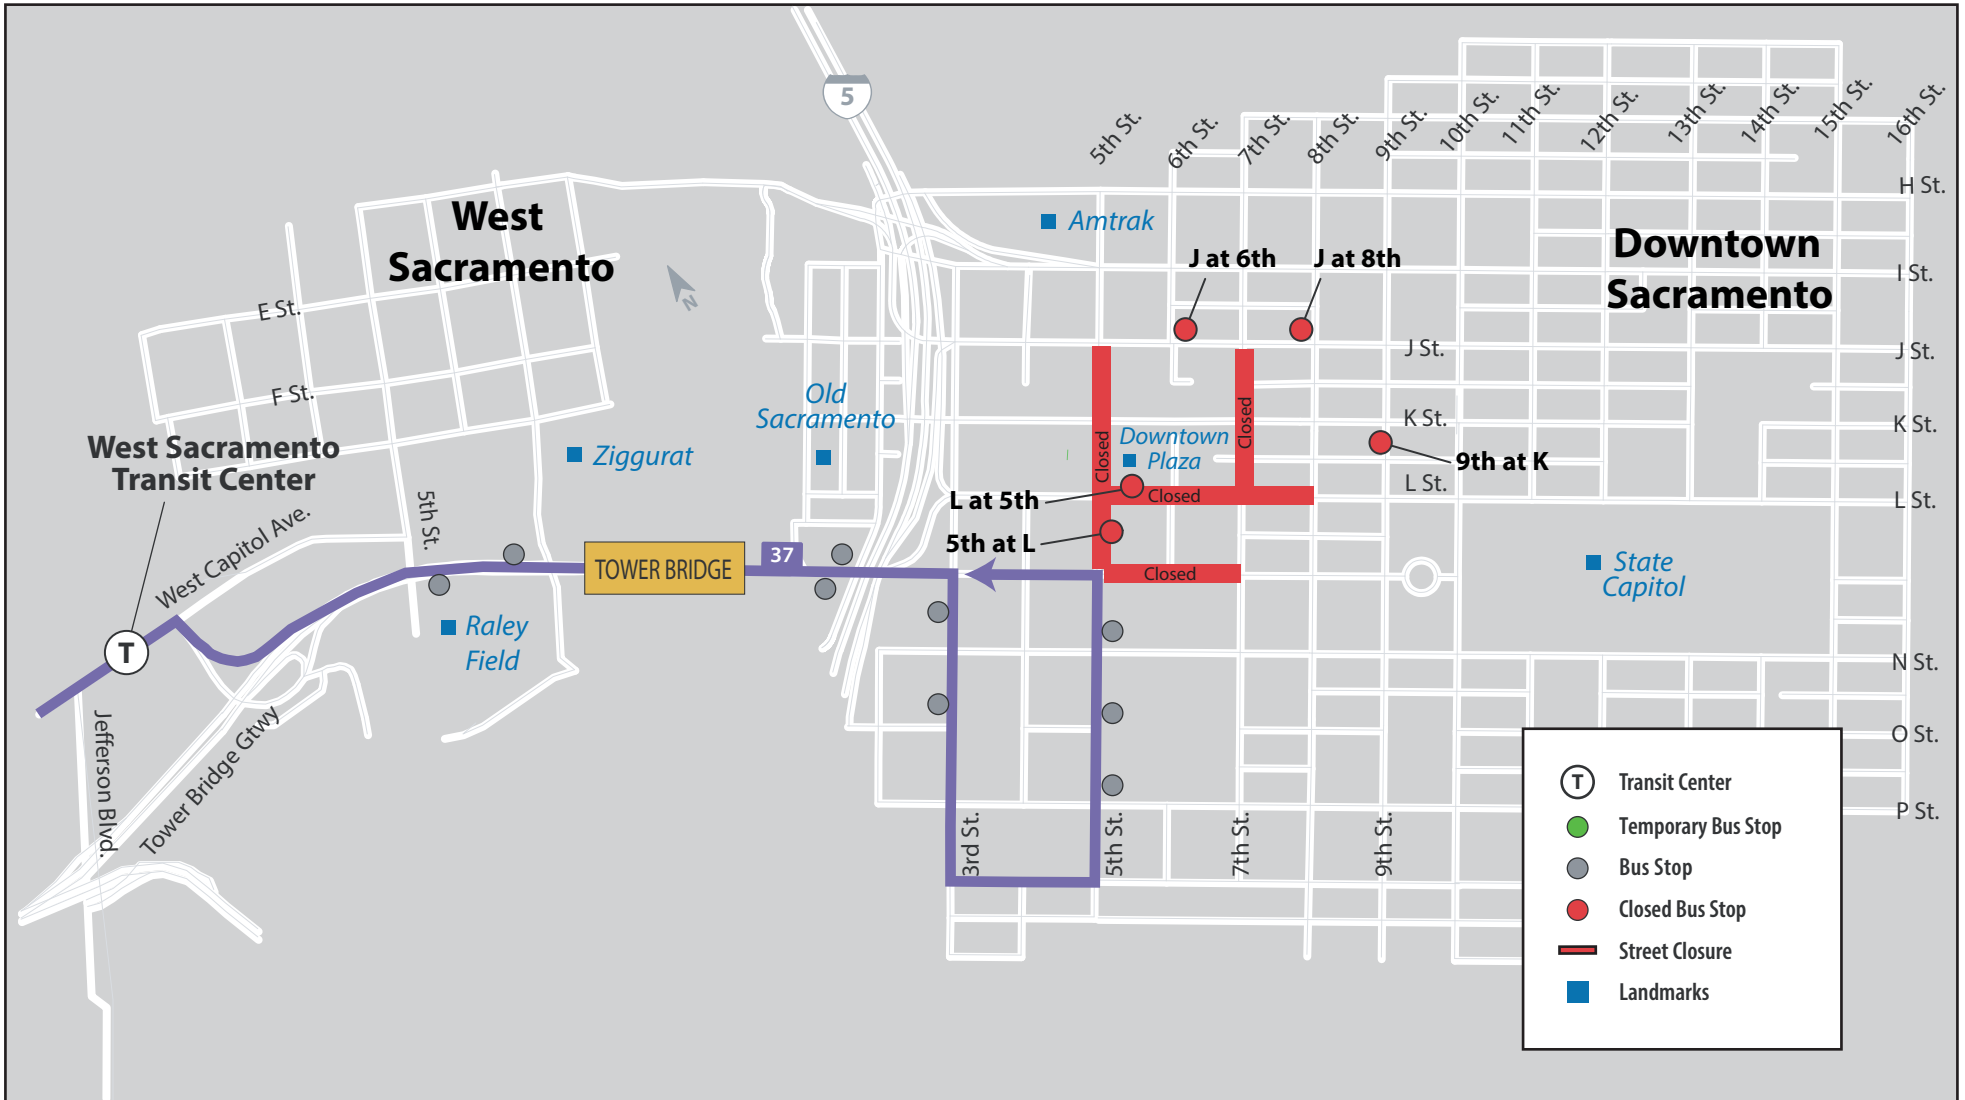 5
5th St.
6th St.
7th St.
8th St.
9th St.
10th St.
11th St.
12th St.
13th St.
14th St.
15th St.
16th St.
H St.
West
Sacramento
Amtrak
Downtown
Sacramento
J at 6th
J at 8th
I St.
N
E St.
J St.
J St.
F St.
Old
Sacramento
K St.
K St.
Closed
Closed
Downtown
Plaza
West Sacramento
Transit Center
Ziggurat
9th at K
L St.
L St.
L at 5th
Closed
5th St.
West Capitol Ave.
5th at L
37
TOWER BRIDGE
Closed
State
Capitol
Raley
Field
T
N St.
Jefferson Blvd.
Tower Bridge Gtwy
O St.
P St.
3rd St.
5th St.
7th St.
9th St.
T
Transit Center
Temporary Bus Stop
Bus Stop
Closed Bus Stop
Street Closure
Landmarks